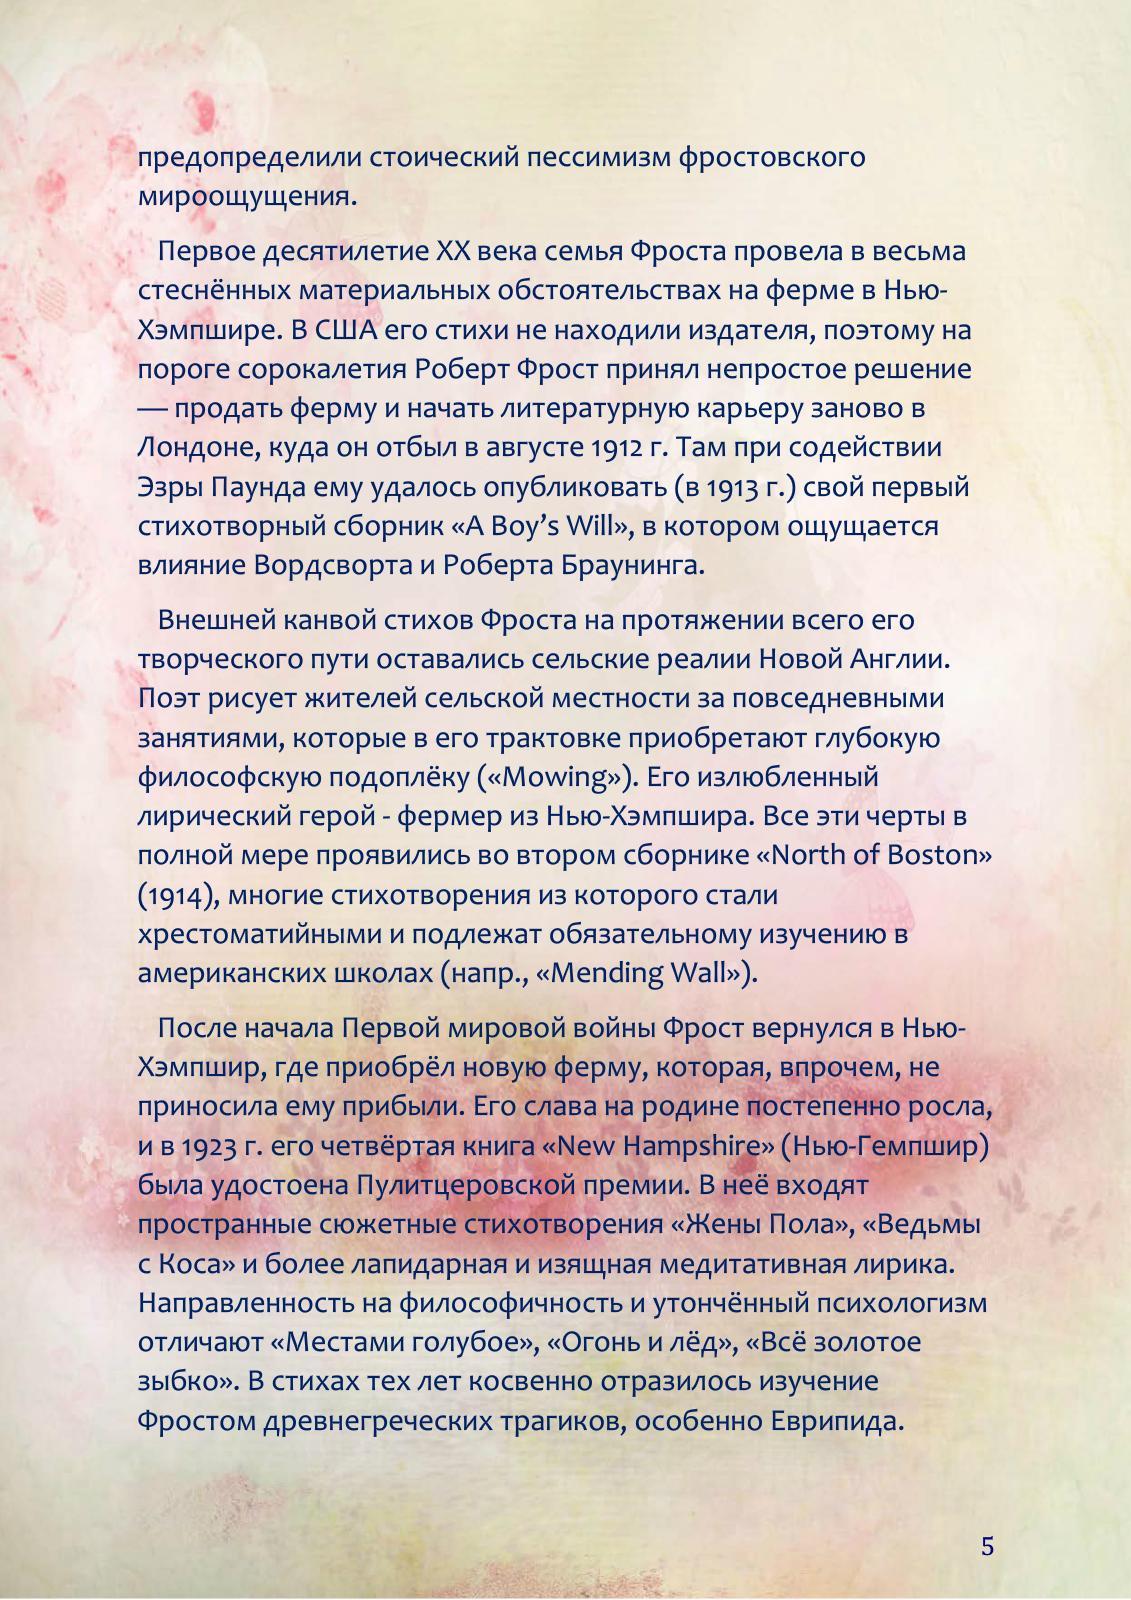 предопределили стоический пессимизм фростовского
мироощущения.
Первое десятилетие XX века семья Фроста провела в весьма
стеснённых материальных обстоятельствах на ферме в Нью-
Хэмпшире. В США его стихи не находили издателя, поэтому на
пороге сорокалетия Роберт Фрост принял непростое решение
— продать ферму и начать литературную карьеру заново в
Лондоне, куда он отбыл в августе 1912 г. Там при содействии
Эзры Паунда ему удалось опубликовать (в 1913 г.) свой первый
стихотворный сборник «A Boy’s Will», в котором ощущается
влияние Вордсворта и Роберта Браунинга.
Внешней канвой стихов Фроста на протяжении всего его
творческого пути оставались сельские реалии Новой Англии.
Поэт рисует жителей сельской местности за повседневными
занятиями, которые в его трактовке приобретают глубокую
философскую подоплёку («Mowing»). Его излюбленный
лирический герой - фермер из Нью-Хэмпшира. Все эти черты в
полной мере проявились во втором сборнике «North of Boston»
(1914), многие стихотворения из которого стали
хрестоматийными и подлежат обязательному изучению в
американских школах (напр., «Mending Wall»).
После начала Первой мировой войны Фрост вернулся в Нью-
Хэмпшир, где приобрёл новую ферму, которая, впрочем, не
приносила ему прибыли. Его слава на родине постепенно росла,
и в 1923 г. его четвёртая книга «New Hampshire» (Нью-Гемпшир)
была удостоена Пулитцеровской премии. В неё входят
пространные сюжетные стихотворения «Жены Пола», «Ведьмы
с Коса» и более лапидарная и изящная медитативная лирика.
Направленность на философичность и утончённый психологизм
отличают «Местами голубое», «Огонь и лёд», «Всё золотое
зыбко». В стихах тех лет косвенно отразилось изучение
Фростом древнегреческих трагиков, особенно Еврипида.
5